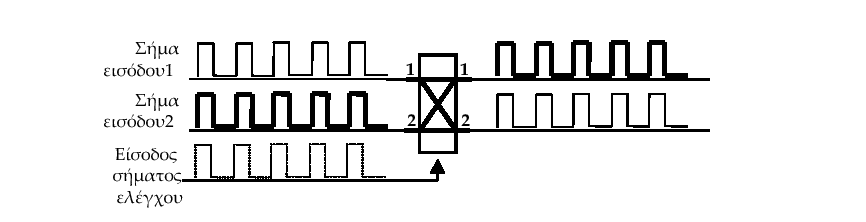 Σήμα
εισόδου1
1
1
Σήμα
εισόδου2
2
2
Είσοδος
σήματος
ελέγχου